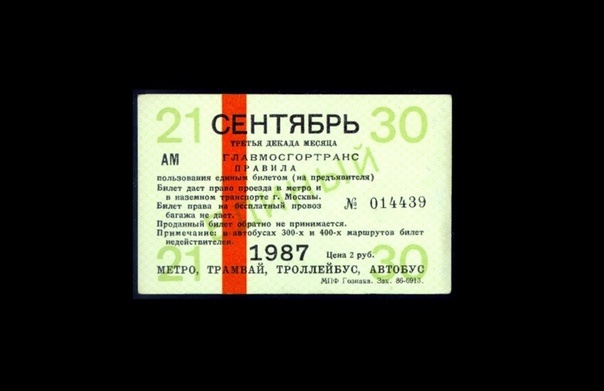 21 СЕНТЯБРЬ 30
ТРЕТЬЯ ДЕКАДА МЕСЯЦА
АМ ГЛАВМОСГОРТРАНС
ПРАВИЛА
пользования единым билетом (на предъявителя)
Билет дает право проезда в метро и
в наземном транспорте г. Москвы.
Билет права на бесплатный провоз
багажа не дает.
№ 014439
Проданный билет обратно не принимается.
Примечание: в автобусах 300-х и 400-х маршрутов билет
недействителен.
ЕДИНЫЙ
1987 Цена 2 руб.
21 30
МЕТРО, ТРАМВАЙ, ТРОЛЛЕЙБУС, АВТОБУС
МПФ Гознака. Зак. 86-6913.